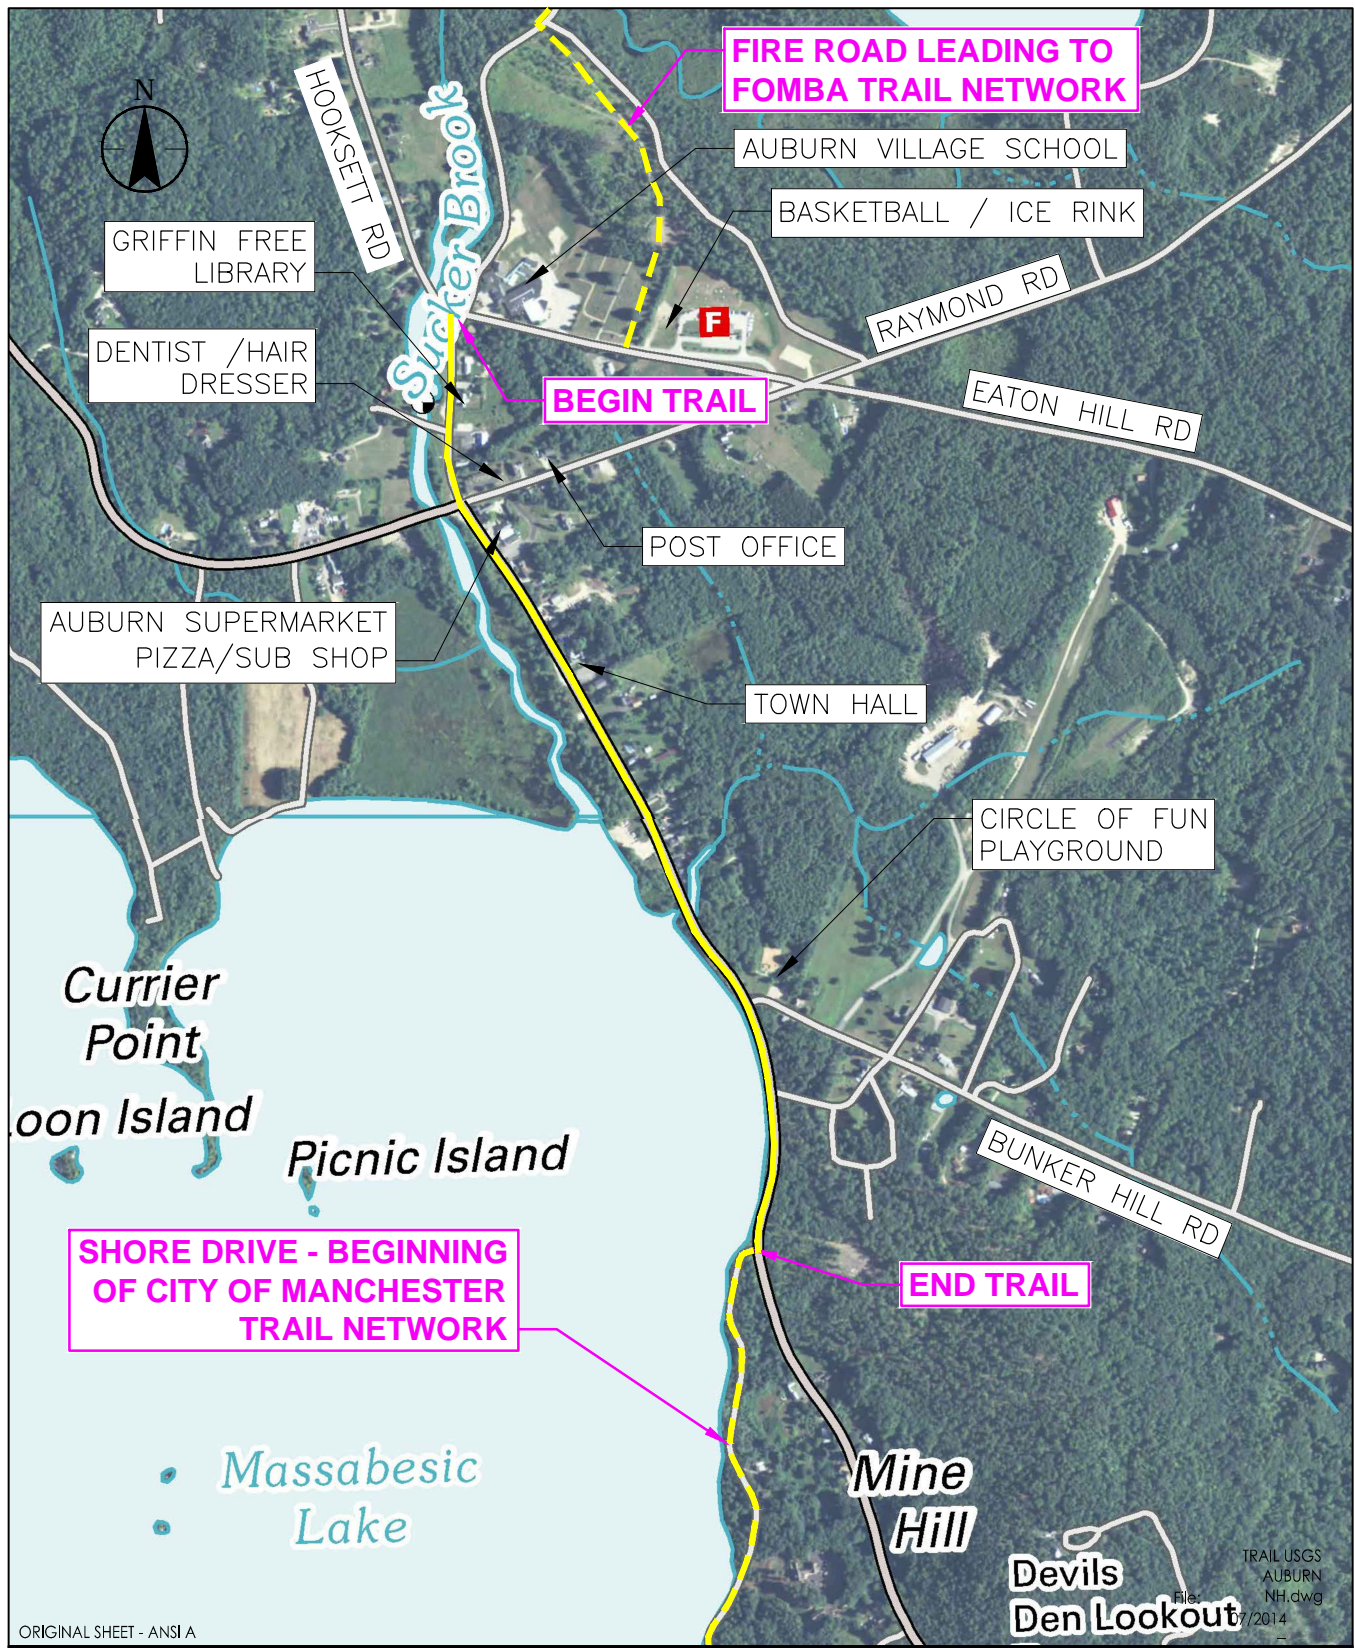 FIRE ROAD LEADING TO
FOMBA TRAIL NETWORK
N
HOOKSETT RD
Sucker Brook
AUBURN VILLAGE SCHOOL
BASKETBALL / ICE RINK
GRIFFIN FREE
LIBRARY
RAYMOND RD
F
DENTIST /HAIR
DRESSER
BEGIN TRAIL
EATON HILL RD
POST OFFICE
AUBURN SUPERMARKET
PIZZA/SUB SHOP
TOWN HALL
CIRCLE OF FUN
PLAYGROUND
Currier
Point
oon Island
Picnic Island
BUNKER HILL RD
SHORE DRIVE - BEGINNING
OF CITY OF MANCHESTER
TRAIL NETWORK
END TRAIL
Massabesic
Lake
Mine
Hill
Devils
Den Lookout
TRAIL USGS
AUBURN
File: NH.dwg
07/2014
ORIGINAL SHEET - ANSI A